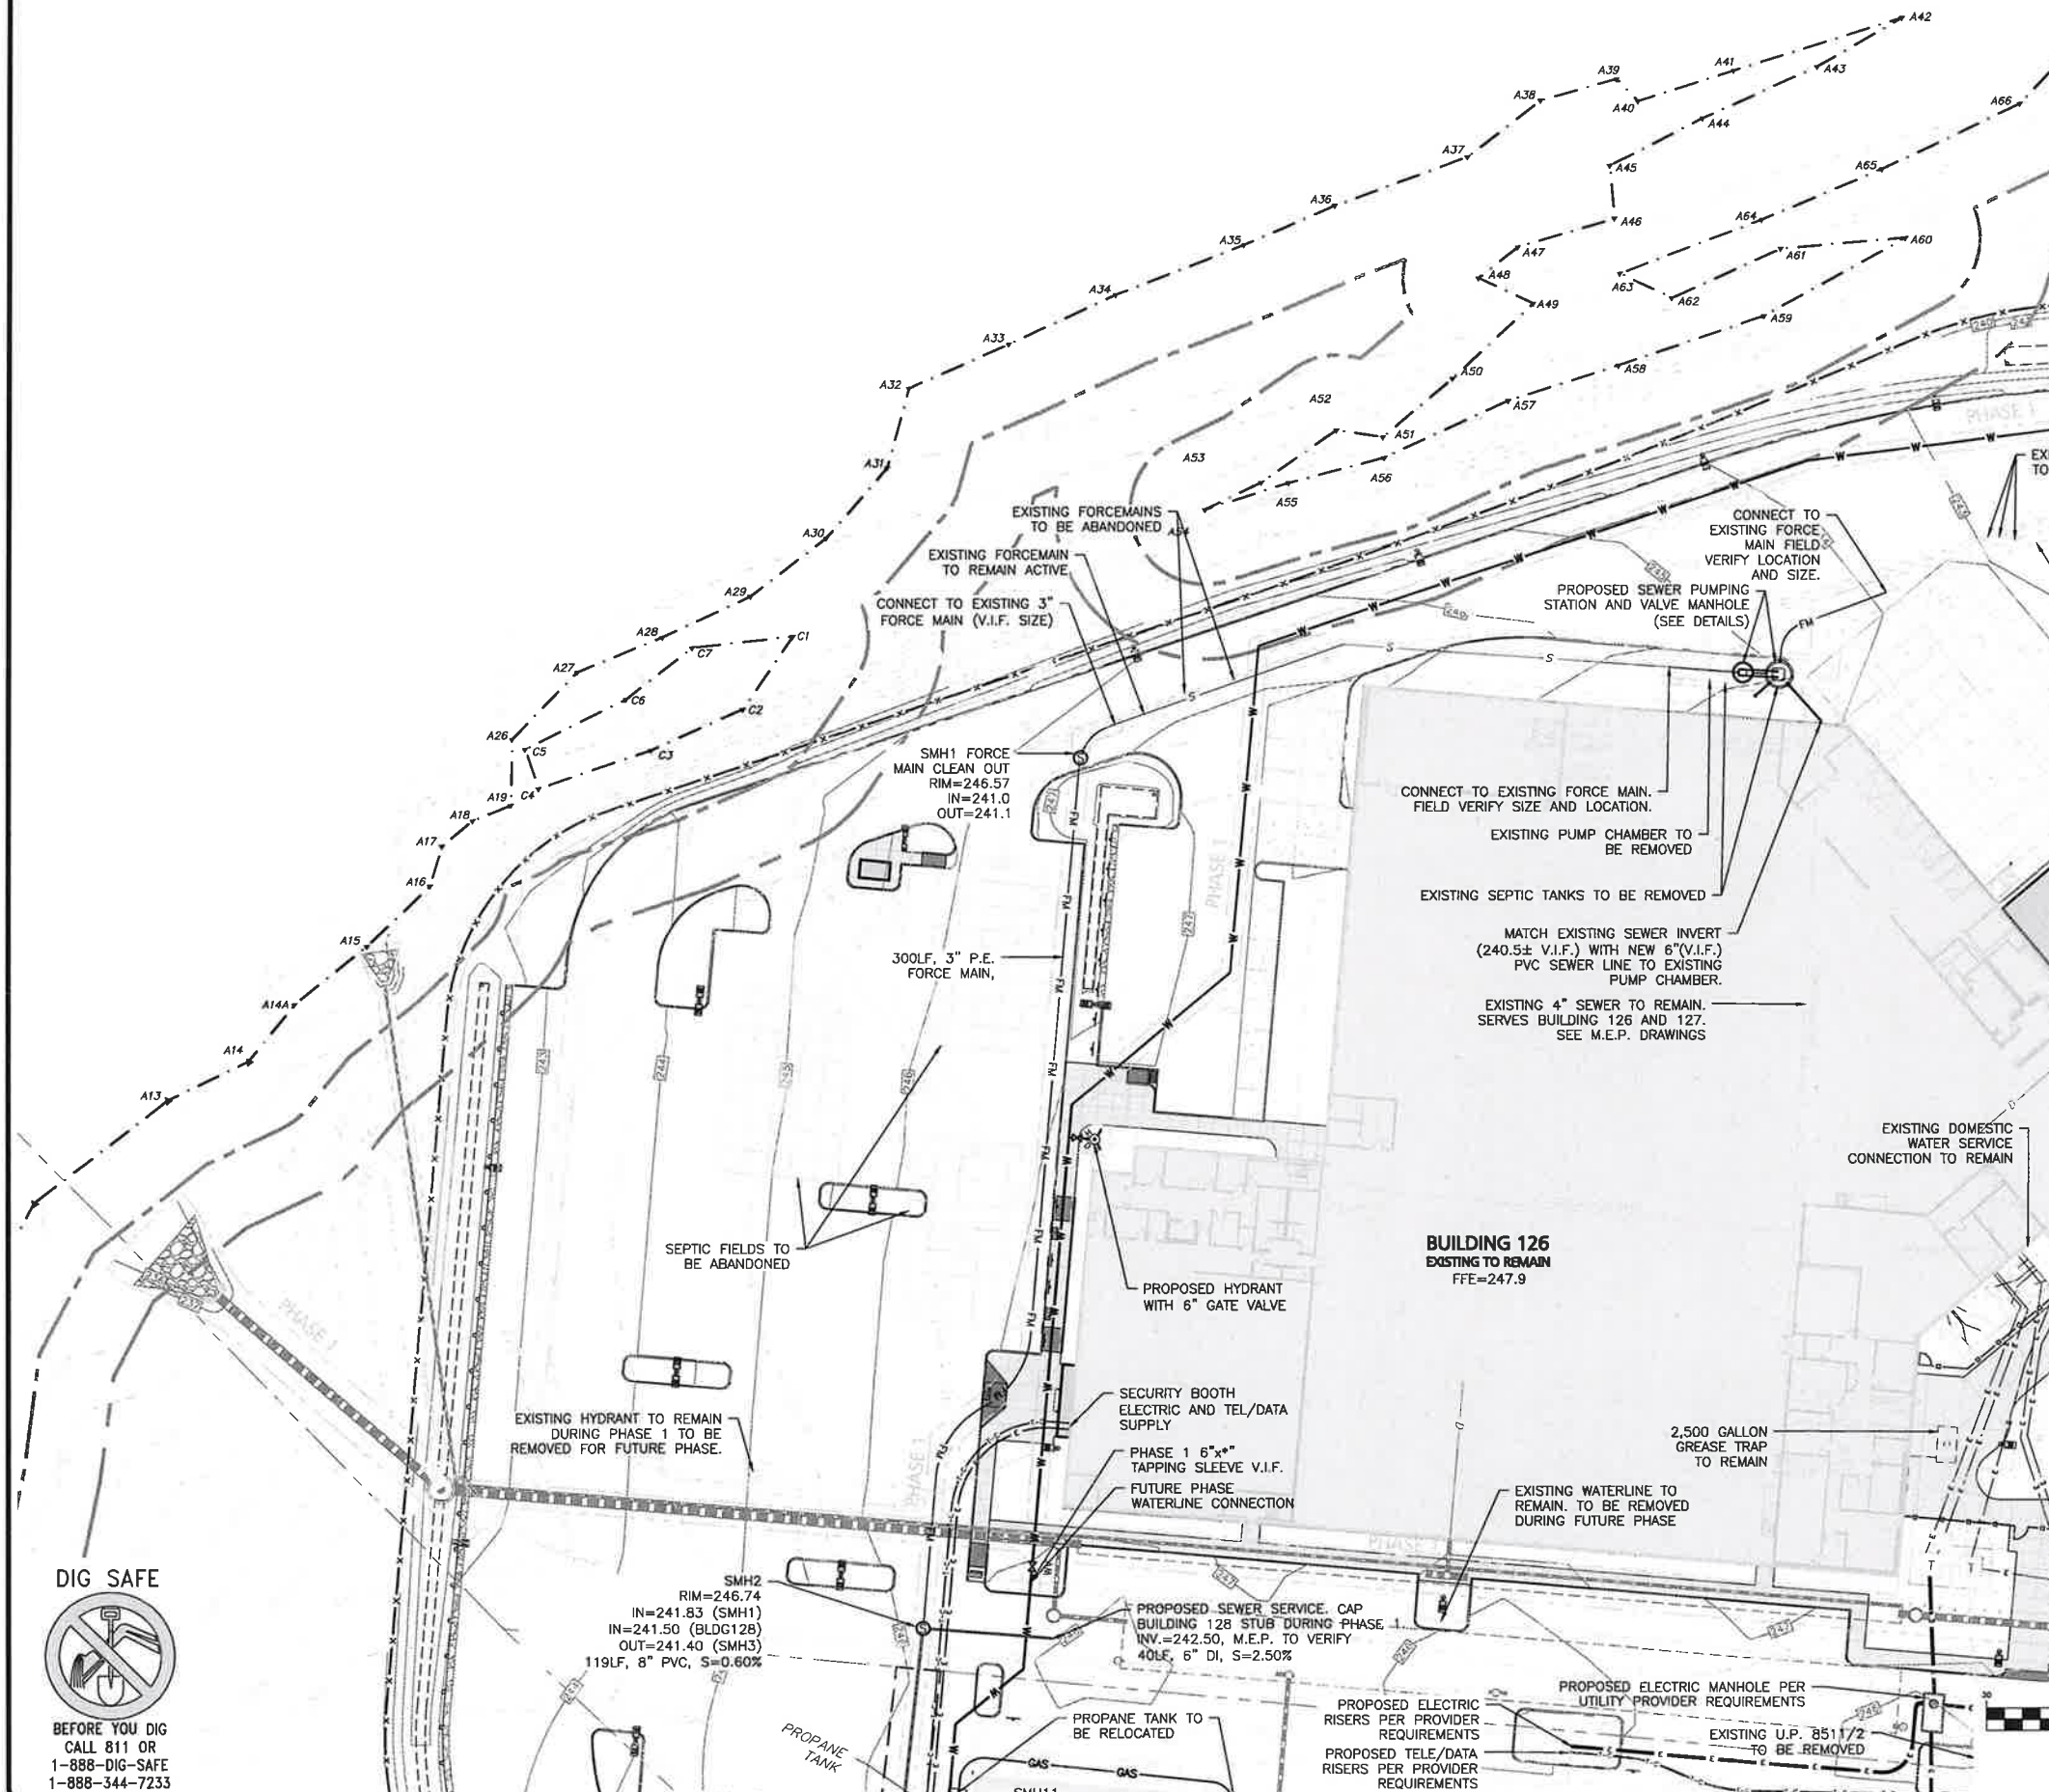 A42
A39
A41
A43
A38
A40
A66
A44
A37
A45
A65
A36
A46
A64
A35
A47
A61
A60
A48
A34
A63
A62
A49
A59
A33
A32
A50
A58
A52
A57
A51
A31
A53
A56
A55
A54
A30
A29
A28
C1
C7
A27
C6
C2
A26
C5
C3
C4
A19
A18
A17
A16
A15
A14A
A14
A13
EXISTING FORCEMAINS
TO BE ABANDONED
EXISTING FORCEMAIN
TO REMAIN ACTIVE
CONNECT TO EXISTING 3"
FORCE MAIN (V.I.F. SIZE)
CONNECT TO
EXISTING FORCE
MAIN FIELD
VERIFY LOCATION
AND SIZE.
PROPOSED SEWER PUMPING
STATION AND VALVE MANHOLE
(SEE DETAILS)
SMH1 FORCE
MAIN CLEAN OUT
RIM=246.57
IN=241.0
OUT=241.1
CONNECT TO EXISTING FORCE MAIN.
FIELD VERIFY SIZE AND LOCATION.
EXISTING PUMP CHAMBER TO
BE REMOVED
EXISTING SEPTIC TANKS TO BE REMOVED
MATCH EXISTING SEWER INVERT
(240.5± V.I.F.) WITH NEW 6"(V.I.F.)
PVC SEWER LINE TO EXISTING
PUMP CHAMBER.
EXISTING 4" SEWER TO REMAIN.
SERVES BUILDING 126 AND 127.
SEE M.E.P. DRAWINGS
300LF, 3" P.E.
FORCE MAIN,
EXISTING DOMESTIC
WATER SERVICE
CONNECTION TO REMAIN
SEPTIC FIELDS TO
BE ABANDONED
PROPOSED HYDRANT
WITH 6" GATE VALVE
BUILDING 126
EXISTING TO REMAIN
FFE=247.9
PHASE 1
PHASE 1
PHASE 1
PHASE 1
PHASE 1
243
244
245
246
247
247
EXISTING HYDRANT TO REMAIN
DURING PHASE 1 TO BE
REMOVED FOR FUTURE PHASE.
SECURITY BOOTH
ELECTRIC AND TEL/DATA
SUPPLY
PHASE 1 6"x*"
TAPPING SLEEVE V.I.F.
FUTURE PHASE
WATERLINE CONNECTION
2,500 GALLON
GREASE TRAP
TO REMAIN
EXISTING WATERLINE TO
REMAIN. TO BE REMOVED
DURING FUTURE PHASE
SMH2
RIM=246.74
IN=241.83 (SMH1)
IN=241.50 (BLDG128)
OUT=241.40 (SMH3)
119LF, 8" PVC, S=0.60%
PROPOSED SEWER SERVICE. CAP
BUILDING 128 STUB DURING PHASE 1.
INV.=242.50, M.E.P. TO VERIFY
40LF, 6" DI, S=2.50%
PROPANE
TANK
PROPANE TANK TO
BE RELOCATED
GAS
GAS
SMH11
PROPOSED ELECTRIC
RISERS PER PROVIDER
REQUIREMENTS
PROPOSED TELE/DATA
RISERS PER PROVIDER
REQUIREMENTS
PROPOSED ELECTRIC MANHOLE PER
UTILITY PROVIDER REQUIREMENTS
EXISTING U.P. 8511/2
TO BE REMOVED
30
DIG SAFE
BEFORE YOU DIG
CALL 811 OR
1-888-DIG-SAFE
1-888-344-7233